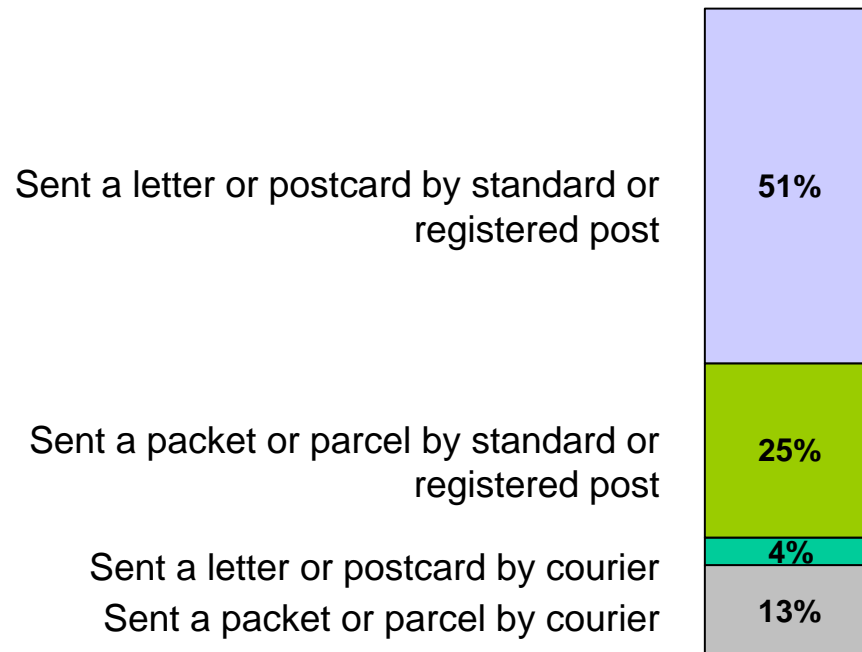 Sent a letter or postcard by standard or
registered post
51%
Sent a packet or parcel by standard or
registered post
25%
Sent a letter or postcard by courier
4%
Sent a packet or parcel by courier
13%